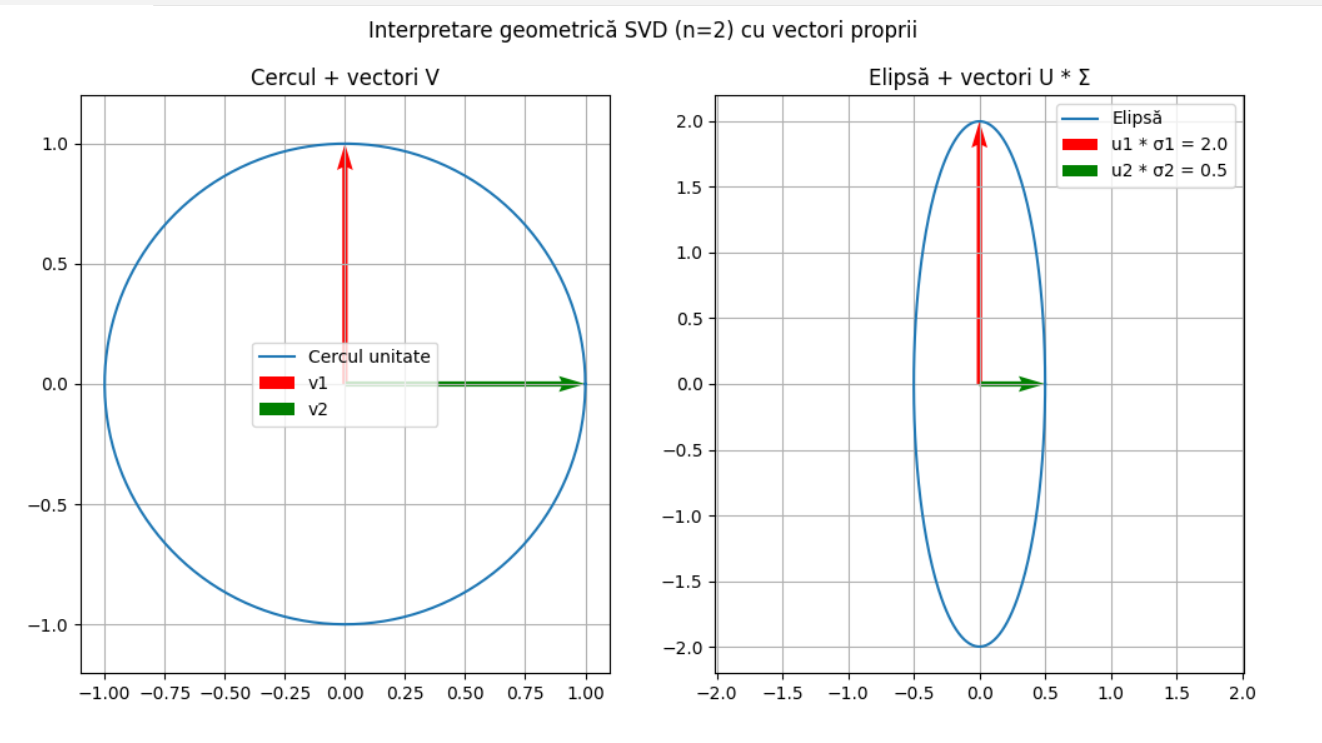 Interpretare geometrică SVD (n=2) cu vectori proprii
Cercul + vectori V
1.0
0.5
0.0
−0.5
−1.0
Cercul unitate
v1
v2
−1.00 −0.75 −0.50 −0.25 0.00 0.25 0.50 0.75 1.00
Elipsă + vectori U * Σ
2.0
1.5
1.0
0.5
0.0
−0.5
−1.0
−1.5
−2.0
Elipsă
u1 * σ1 = 2.0
u2 * σ2 = 0.5
−2.0 −1.5 −1.0 −0.5 0.0 0.5 1.0 1.5 2.0